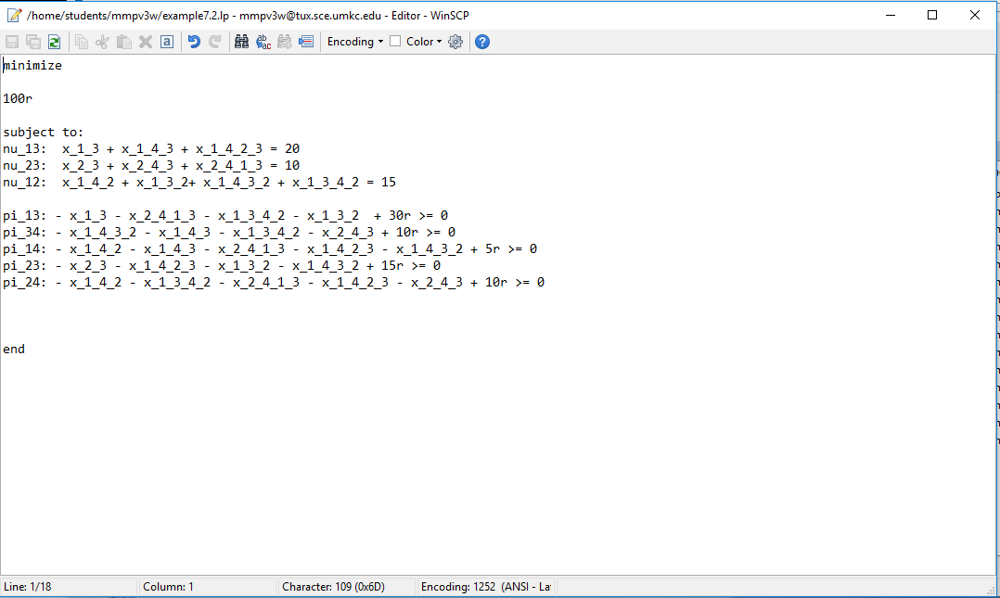 /home/students/mmpv3w/example7.2.lp - mmpv3w@tux.sce.umkc.edu - Editor - WinSCP
Encoding Color
minimize
100r
subject to:
nu_13:  x_1_3 + x_1_4_3 + x_1_4_2_3 = 20
nu_23:  x_2_3 + x_2_4_3 + x_2_4_1_3 = 10
nu_12:  x_1_4_2 + x_1_3_2+ x_1_4_3_2 + x_1_3_4_2 = 15
pi_13: - x_1_3 - x_2_4_1_3 - x_1_3_4_2 - x_1_3_2  + 30r >= 0
pi_34: - x_1_4_3_2 - x_1_4_3 - x_1_3_4_2 - x_2_4_3 + 10r >= 0
pi_14: - x_1_4_2 - x_1_4_3 - x_2_4_1_3 - x_1_4_2_3 - x_1_4_3_2 + 5r >= 0
pi_23: - x_2_3 - x_1_4_2_3 - x_1_3_2 - x_1_4_3_2 + 15r >= 0
pi_24: - x_1_4_2 - x_1_3_4_2 - x_2_4_1_3 - x_1_4_2_3 - x_2_4_3 + 10r >= 0
end
Line: 1/18 Column: 1 Character: 109 (0x6D) Encoding: 1252 (ANSI - La